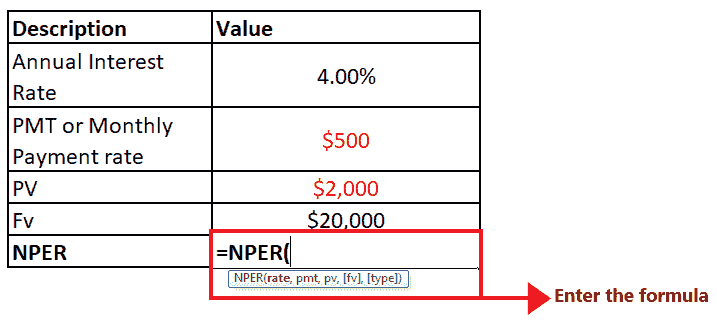 Description Value
Annual Interest
Rate
4.00%
PMT or Monthly
Payment rate
$500
PV $2,000
Fv $20,000
NPER =NPER(
NPER(rate, pmt, pv, [fv], [type])
Enter the formula